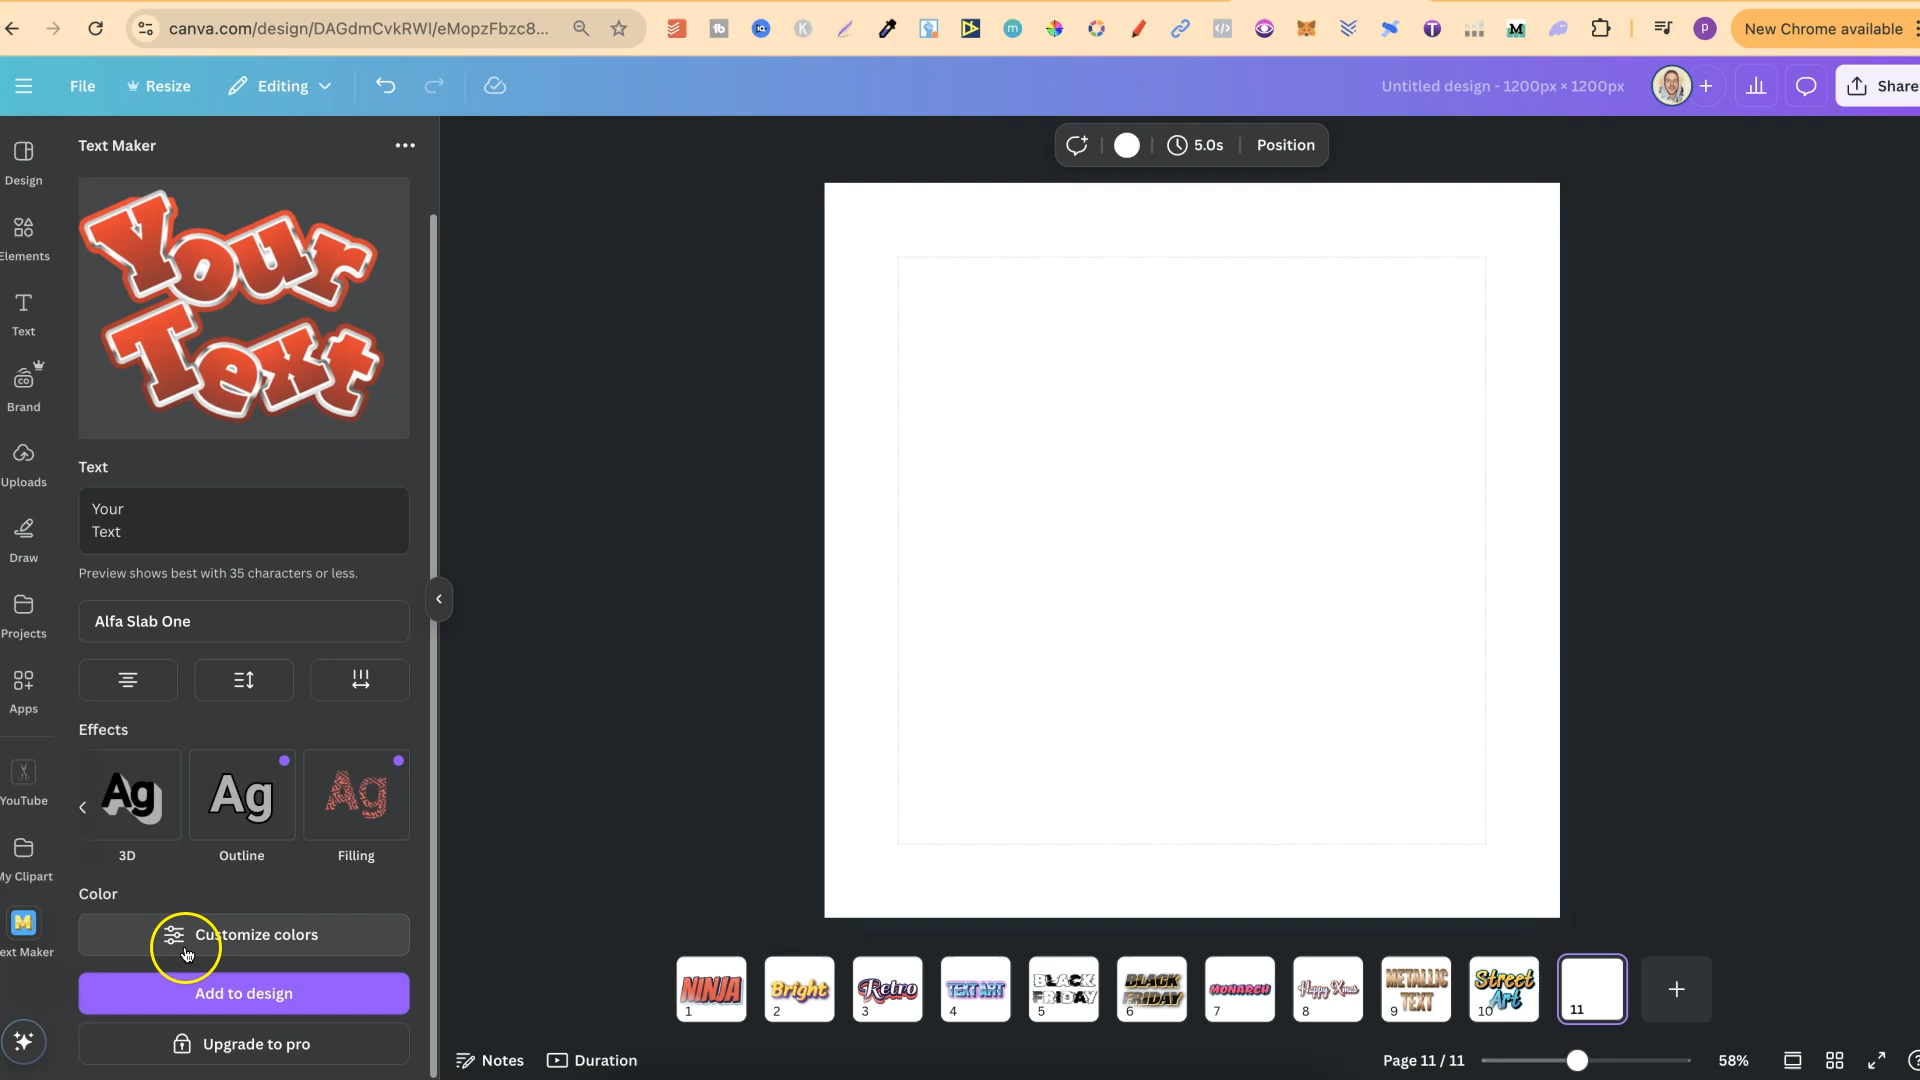 canva.com/design/DAGdmCvkRWI/eMopzFbzc8...
New Chrome available
File
Resize
Editing
Untitled design - 1200px × 1200px
Share
Text Maker
5.0s
Position
Design
Elements
Text
Brand
Uploads
Draw
Projects
Apps
YouTube
My Clipart
ext Maker
Your
Text
Text
Your
Text
Preview shows best with 35 characters or less.
Alfa Slab One
Effects
Ag
Ag
Ag
3D
Outline
Filling
Color
Customize colors
Add to design
Upgrade to pro
NINJA
1
Bright
2
Retro
3
TEXT ART
4
BLACK
FRIDAY
5
BLACK
FRIDAY
6
MONARCH
7
Happy Xmas
8
METALLIC
TEXT
9
Street
Art
10
11
Notes
Duration
Page 11 / 11
58%